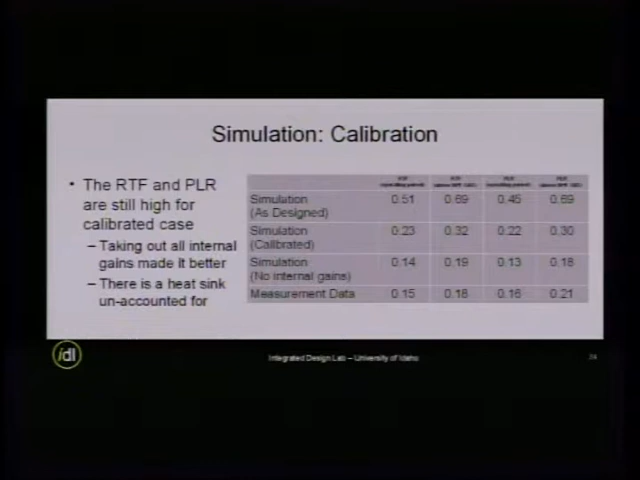 Simulation: Calibration
• The RTF and PLR
are still high for
calibrated case
– Taking out all internal
gains made it better
– There is a heat sink
un-accounted for
RTF RTF PLR PLR
Simulation
(As Designed) 0.51 0.69 0.45 0.69
Simulation
(Calibrated) 0.23 0.32 0.22 0.30
Simulation
(No internal gains) 0.14 0.19 0.13 0.18
Measurement Data 0.15 0.18 0.16 0.21
idl
Integrated Design Lab – University of Idaho